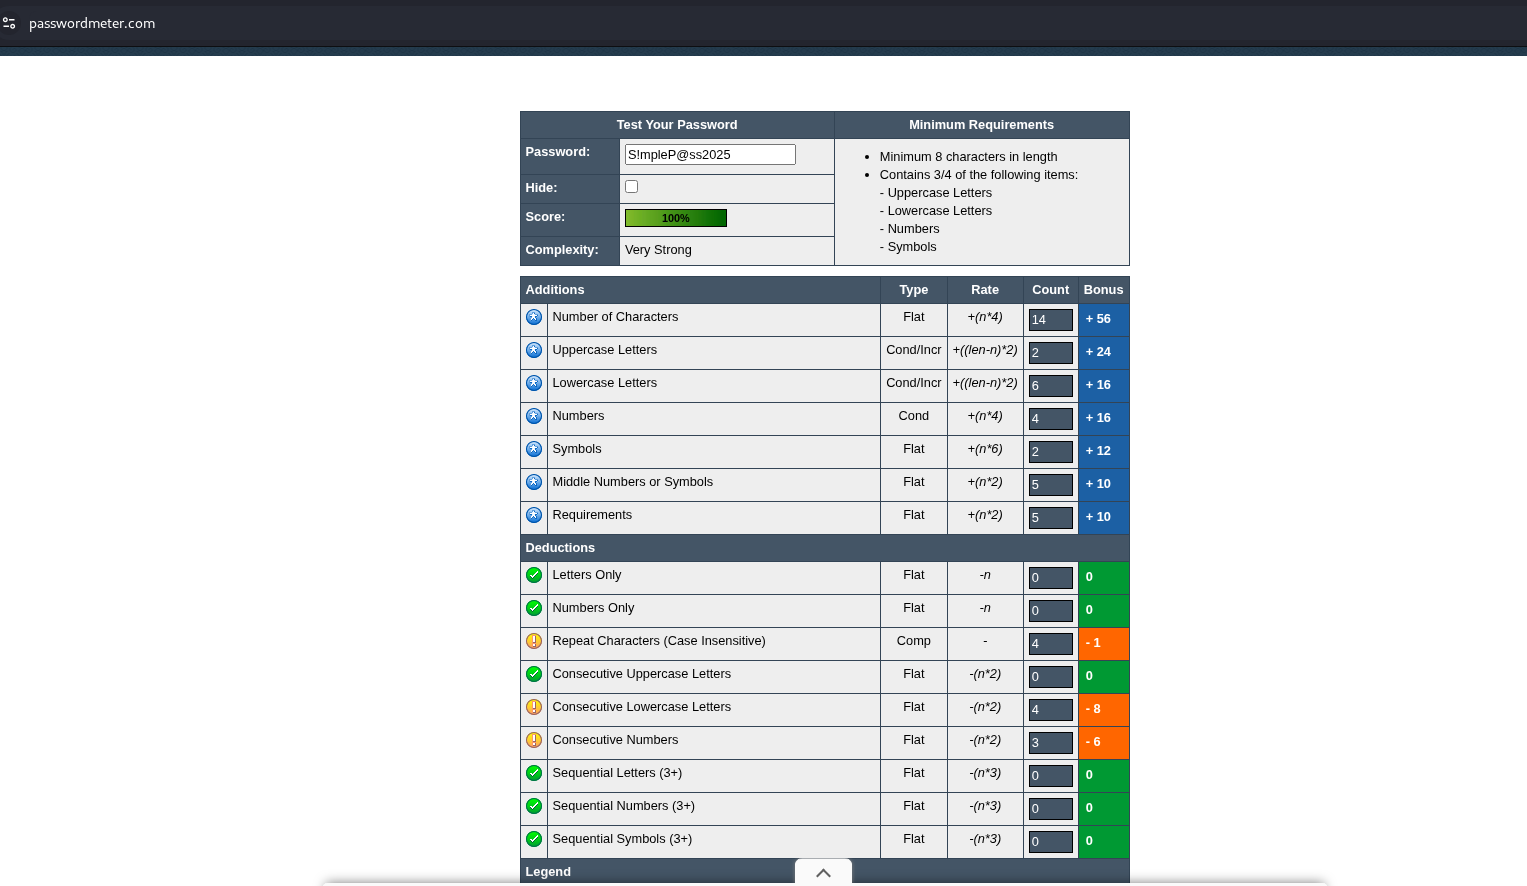 passwordmeter.com
Test Your Password Minimum Requirements
Password: S!mpleP@ss2025
Hide:
Score: 100%
Complexity: Very Strong
• Minimum 8 characters in length
• Contains 3/4 of the following items:
- Uppercase Letters
- Lowercase Letters
- Numbers
- Symbols
Additions Type Rate Count Bonus
Number of Characters Flat +(n*4) 14 + 56
Uppercase Letters Cond/Incr +((len-n)*2) 2 + 24
Lowercase Letters Cond/Incr +((len-n)*2) 6 + 16
Numbers Cond +(n*4) 4 + 16
Symbols Flat +(n*6) 2 + 12
Middle Numbers or Symbols Flat +(n*2) 5 + 10
Requirements Flat +(n*2) 5 + 10
Deductions
Letters Only Flat -n 0 0
Numbers Only Flat -n 0 0
Repeat Characters (Case Insensitive) Comp - 4 - 1
Consecutive Uppercase Letters Flat -(n*2) 0 0
Consecutive Lowercase Letters Flat -(n*2) 4 - 8
Consecutive Numbers Flat -(n*2) 3 - 6
Sequential Letters (3+) Flat -(n*3) 0 0
Sequential Numbers (3+) Flat -(n*3) 0 0
Sequential Symbols (3+) Flat -(n*3) 0 0
Legend